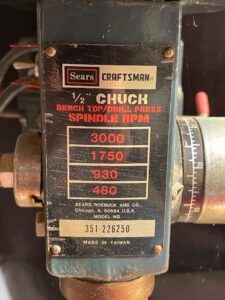 Sears CRAFTSMAN
1/2" CHUCK
BENCH TOP/DRILL PRESS
SPINDLE RPM
3000
1750
930
480
SEARS, ROEBUCK AND CO.
Chicago IL 60684 U.S.A.
MODEL NO.
351-226250
MADE IN TAIWAN